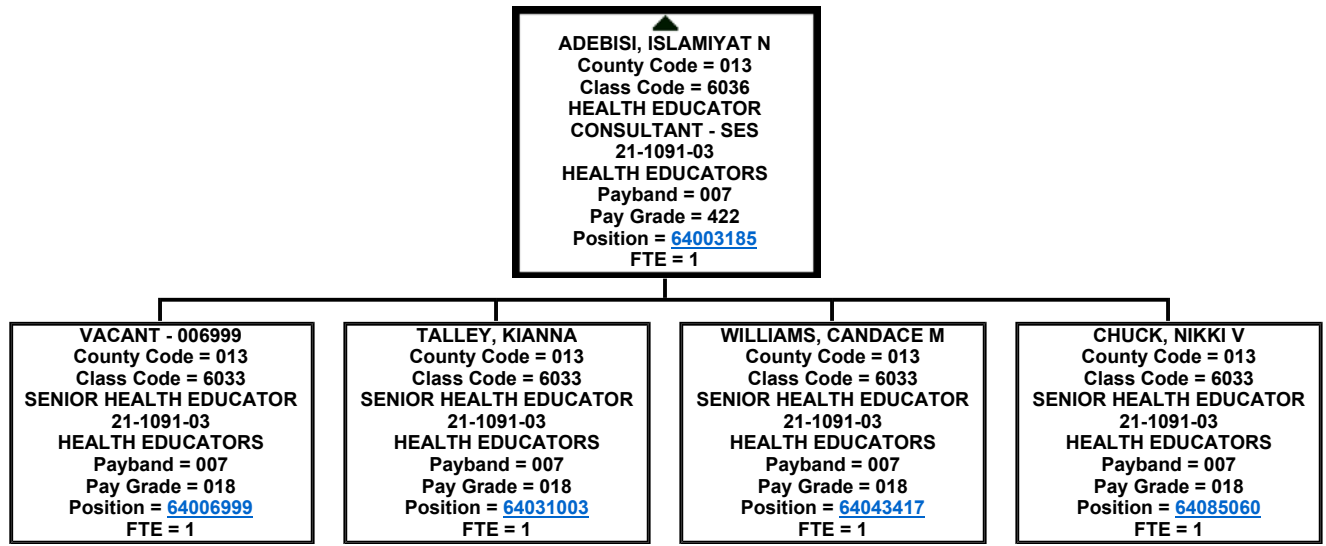 ADEBISI, ISLAMIYAT N
County Code = 013
Class Code = 6036
HEALTH EDUCATOR
CONSULTANT - SES
21-1091-03
HEALTH EDUCATORS
Payband = 007
Pay Grade = 422
Position = 64003185
FTE = 1
VACANT - 006999
County Code = 013
Class Code = 6033
SENIOR HEALTH EDUCATOR
21-1091-03
HEALTH EDUCATORS
Payband = 007
Pay Grade = 018
Position = 64006999
FTE = 1
TALLEY, KIANNA
County Code = 013
Class Code = 6033
SENIOR HEALTH EDUCATOR
21-1091-03
HEALTH EDUCATORS
Payband = 007
Pay Grade = 018
Position = 64031003
FTE = 1
WILLIAMS, CANDACE M
County Code = 013
Class Code = 6033
SENIOR HEALTH EDUCATOR
21-1091-03
HEALTH EDUCATORS
Payband = 007
Pay Grade = 018
Position = 64043417
FTE = 1
CHUCK, NIKKI V
County Code = 013
Class Code = 6033
SENIOR HEALTH EDUCATOR
21-1091-03
HEALTH EDUCATORS
Payband = 007
Pay Grade = 018
Position = 64085060
FTE = 1